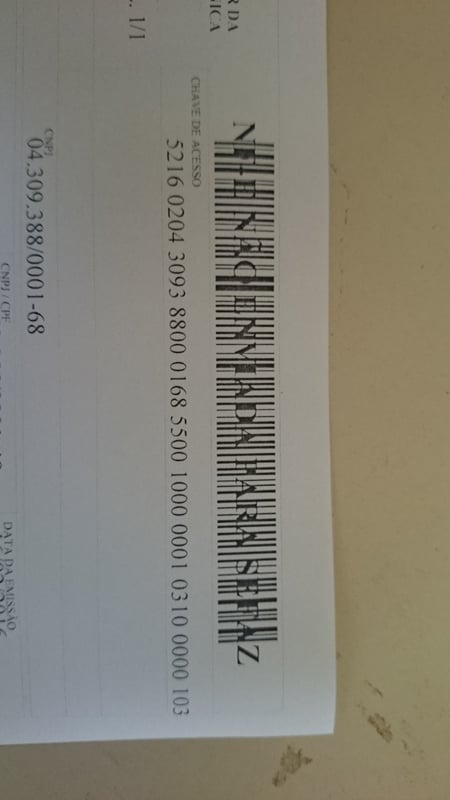 R DA
ICA
. 1/1
NF-E NÃO ENVIADA PARA SEFAZ
CHAVE DE ACESSO
5216 0204 3093 8800 0168 5500 1000 0001 0310 0000 103
CNPJ
04.309.388/0001-68
CNPJ / CPF
DATA DA EMISSÃO